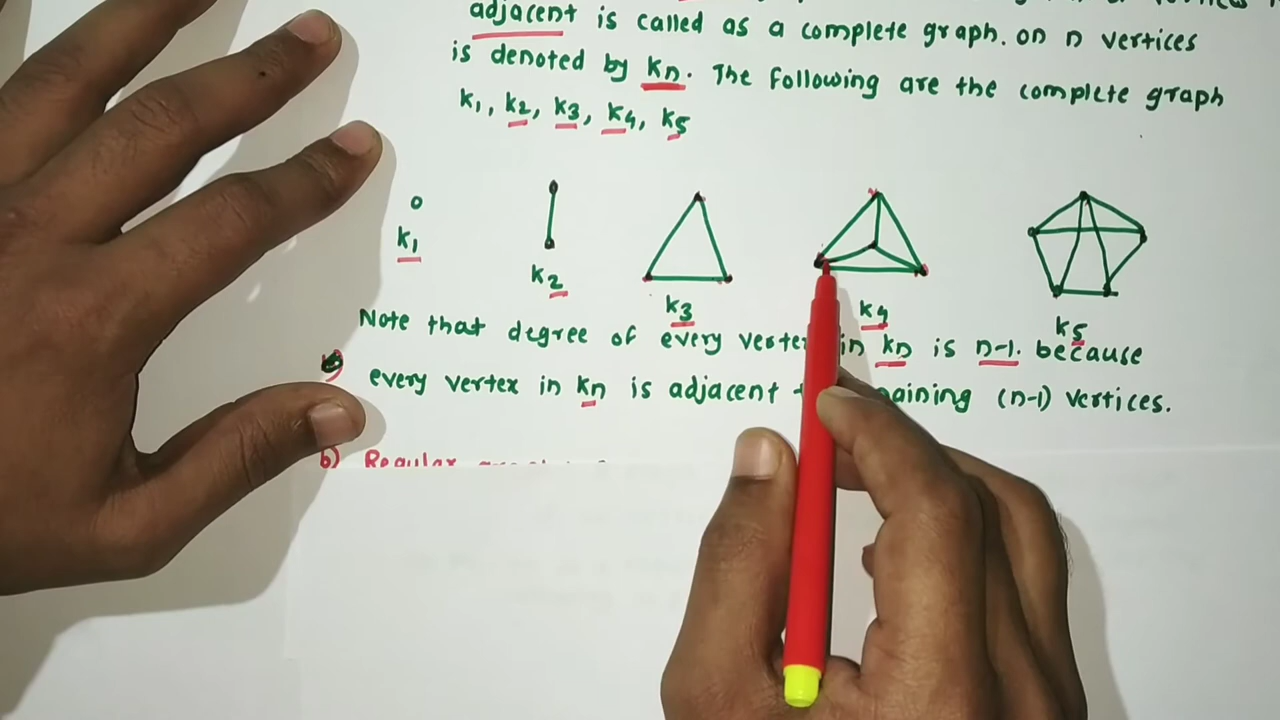 adjacent is called as a complete graph. on n vertices
is denoted by kn. The following are the complete graph
k1, k2, k3, k4, k5
k1
k2
k3
k4
k5
Note that degree of every vertex in kn is n-1. because
every vertex in kn is adjacent (n-1) vertices.
b) Regular